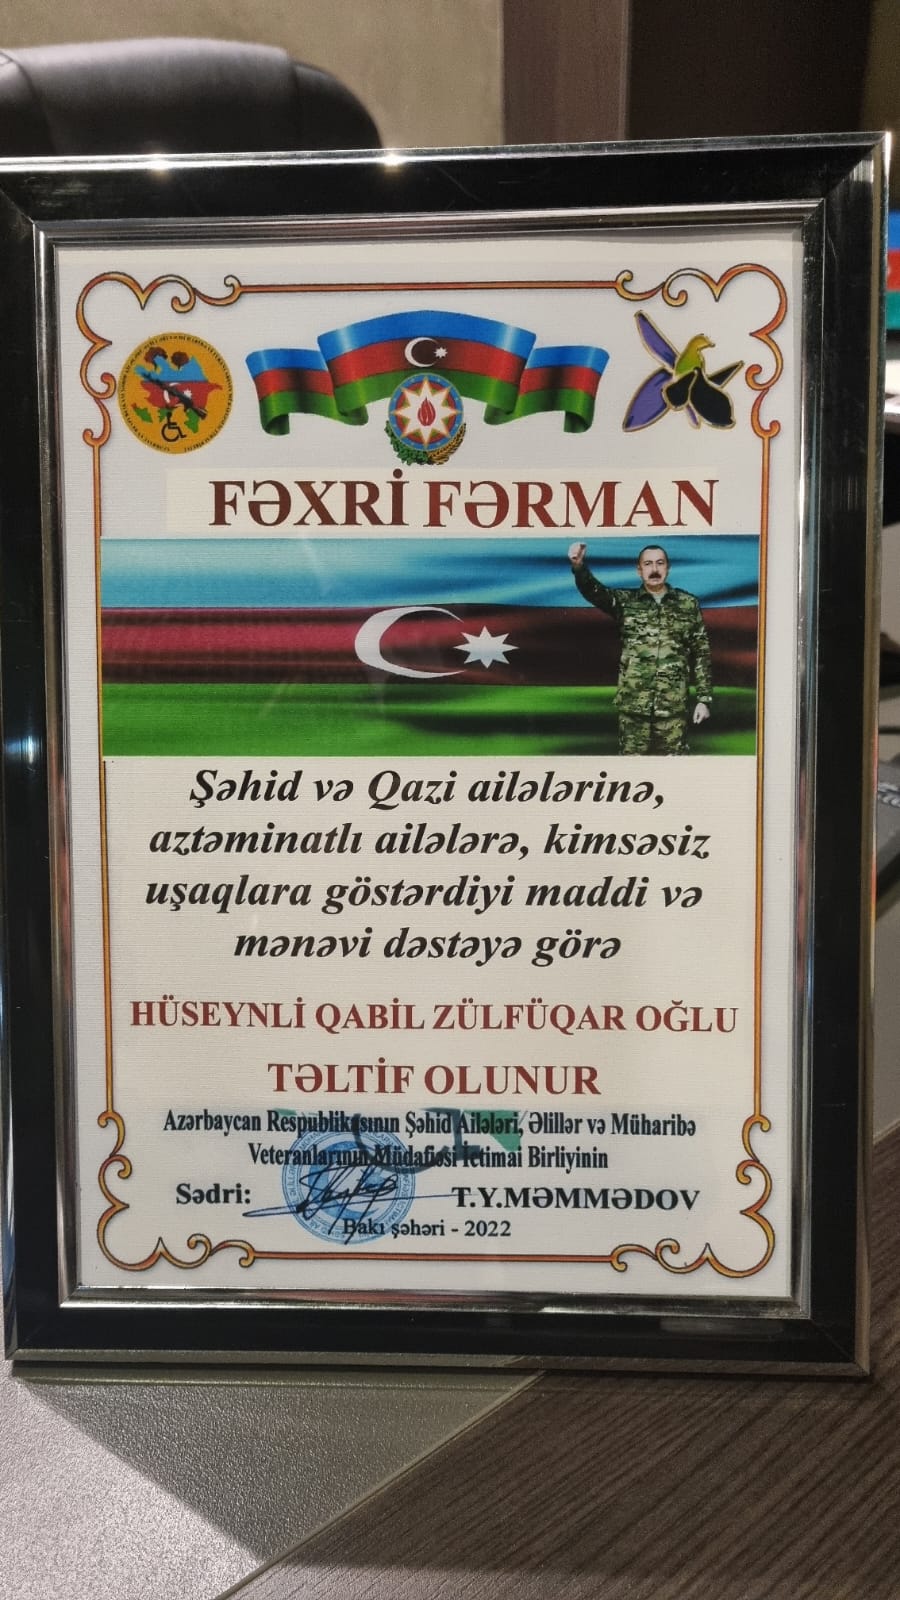 FƏXRİ FƏRMAN
Şəhid və Qazi ailələrinə,
aztəminatlı ailələrə, kimsəsiz
uşaqlara göstərdiyi maddi və
mənəvi dəstəyə görə
HÜSEYNLİ QABİL ZÜLFÜQAR OĞLU
TƏLTİF OLUNUR
Azərbaycan Respublikasının Şəhid Ailələri, Əlillər və Müharibə
Veteranlarının Müdafiəsi İctimai Birliyinin
Sədri: T.Y.MƏMMƏDOV
Bakı şəhəri - 2022